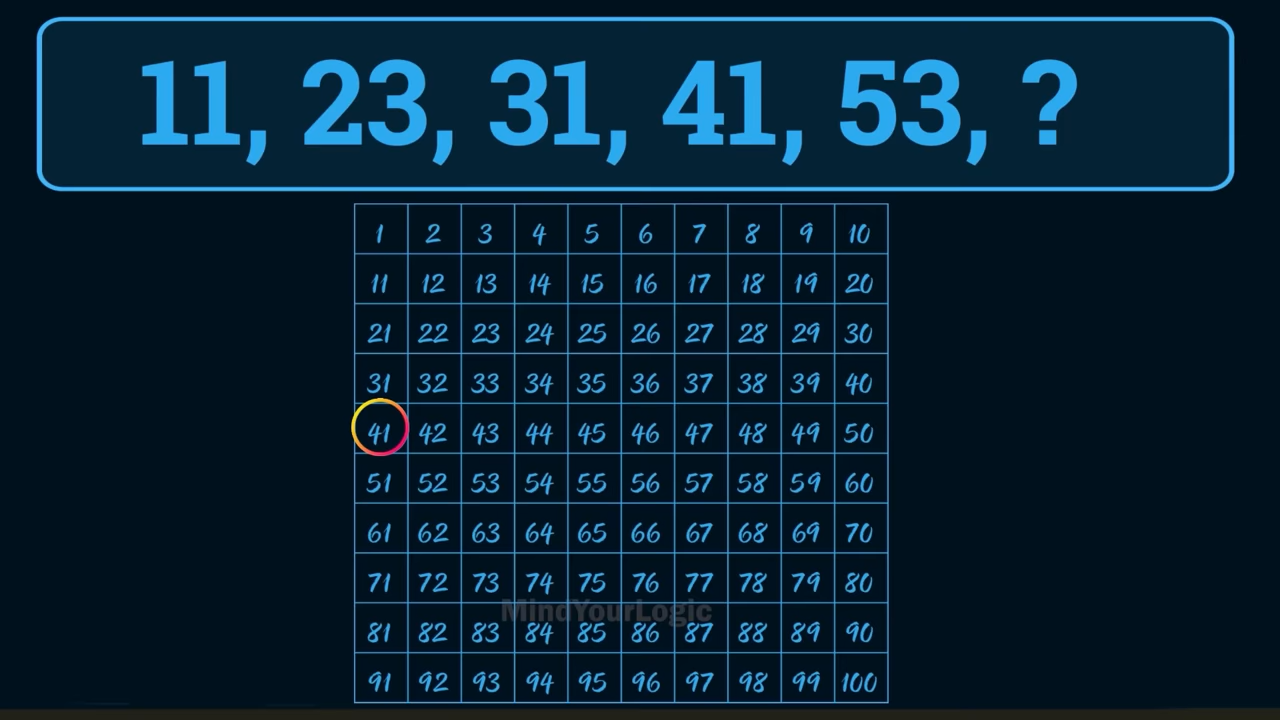 11, 23, 31, 41, 53, ?
1 2 3 4 5 6 7 8 9 10
11 12 13 14 15 16 17 18 19 20
21 22 23 24 25 26 27 28 29 30
31 32 33 34 35 36 37 38 39 40
41 42 43 44 45 46 47 48 49 50
51 52 53 54 55 56 57 58 59 60
61 62 63 64 65 66 67 68 69 70
71 72 73 74 75 76 77 78 79 80
MindYourLogic
81 82 83 84 85 86 87 88 89 90
91 92 93 94 95 96 97 98 99 100